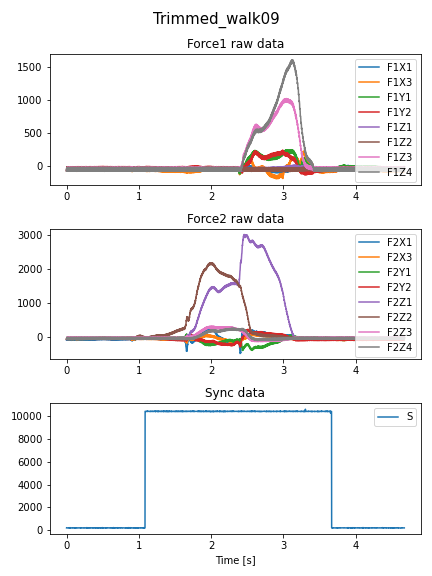 Trimmed_walk09
Force1 raw data
1500
1000
500
0
0
1
2
3
4
F1X1
F1X3
F1Y1
F1Y2
F1Z1
F1Z2
F1Z3
F1Z4
Force2 raw data
3000
2000
1000
0
0
1
2
3
4
F2X1
F2X3
F2Y1
F2Y2
F2Z1
F2Z2
F2Z3
F2Z4
Sync data
10000
8000
6000
4000
2000
0
0
1
2
3
4
S
Time [s]